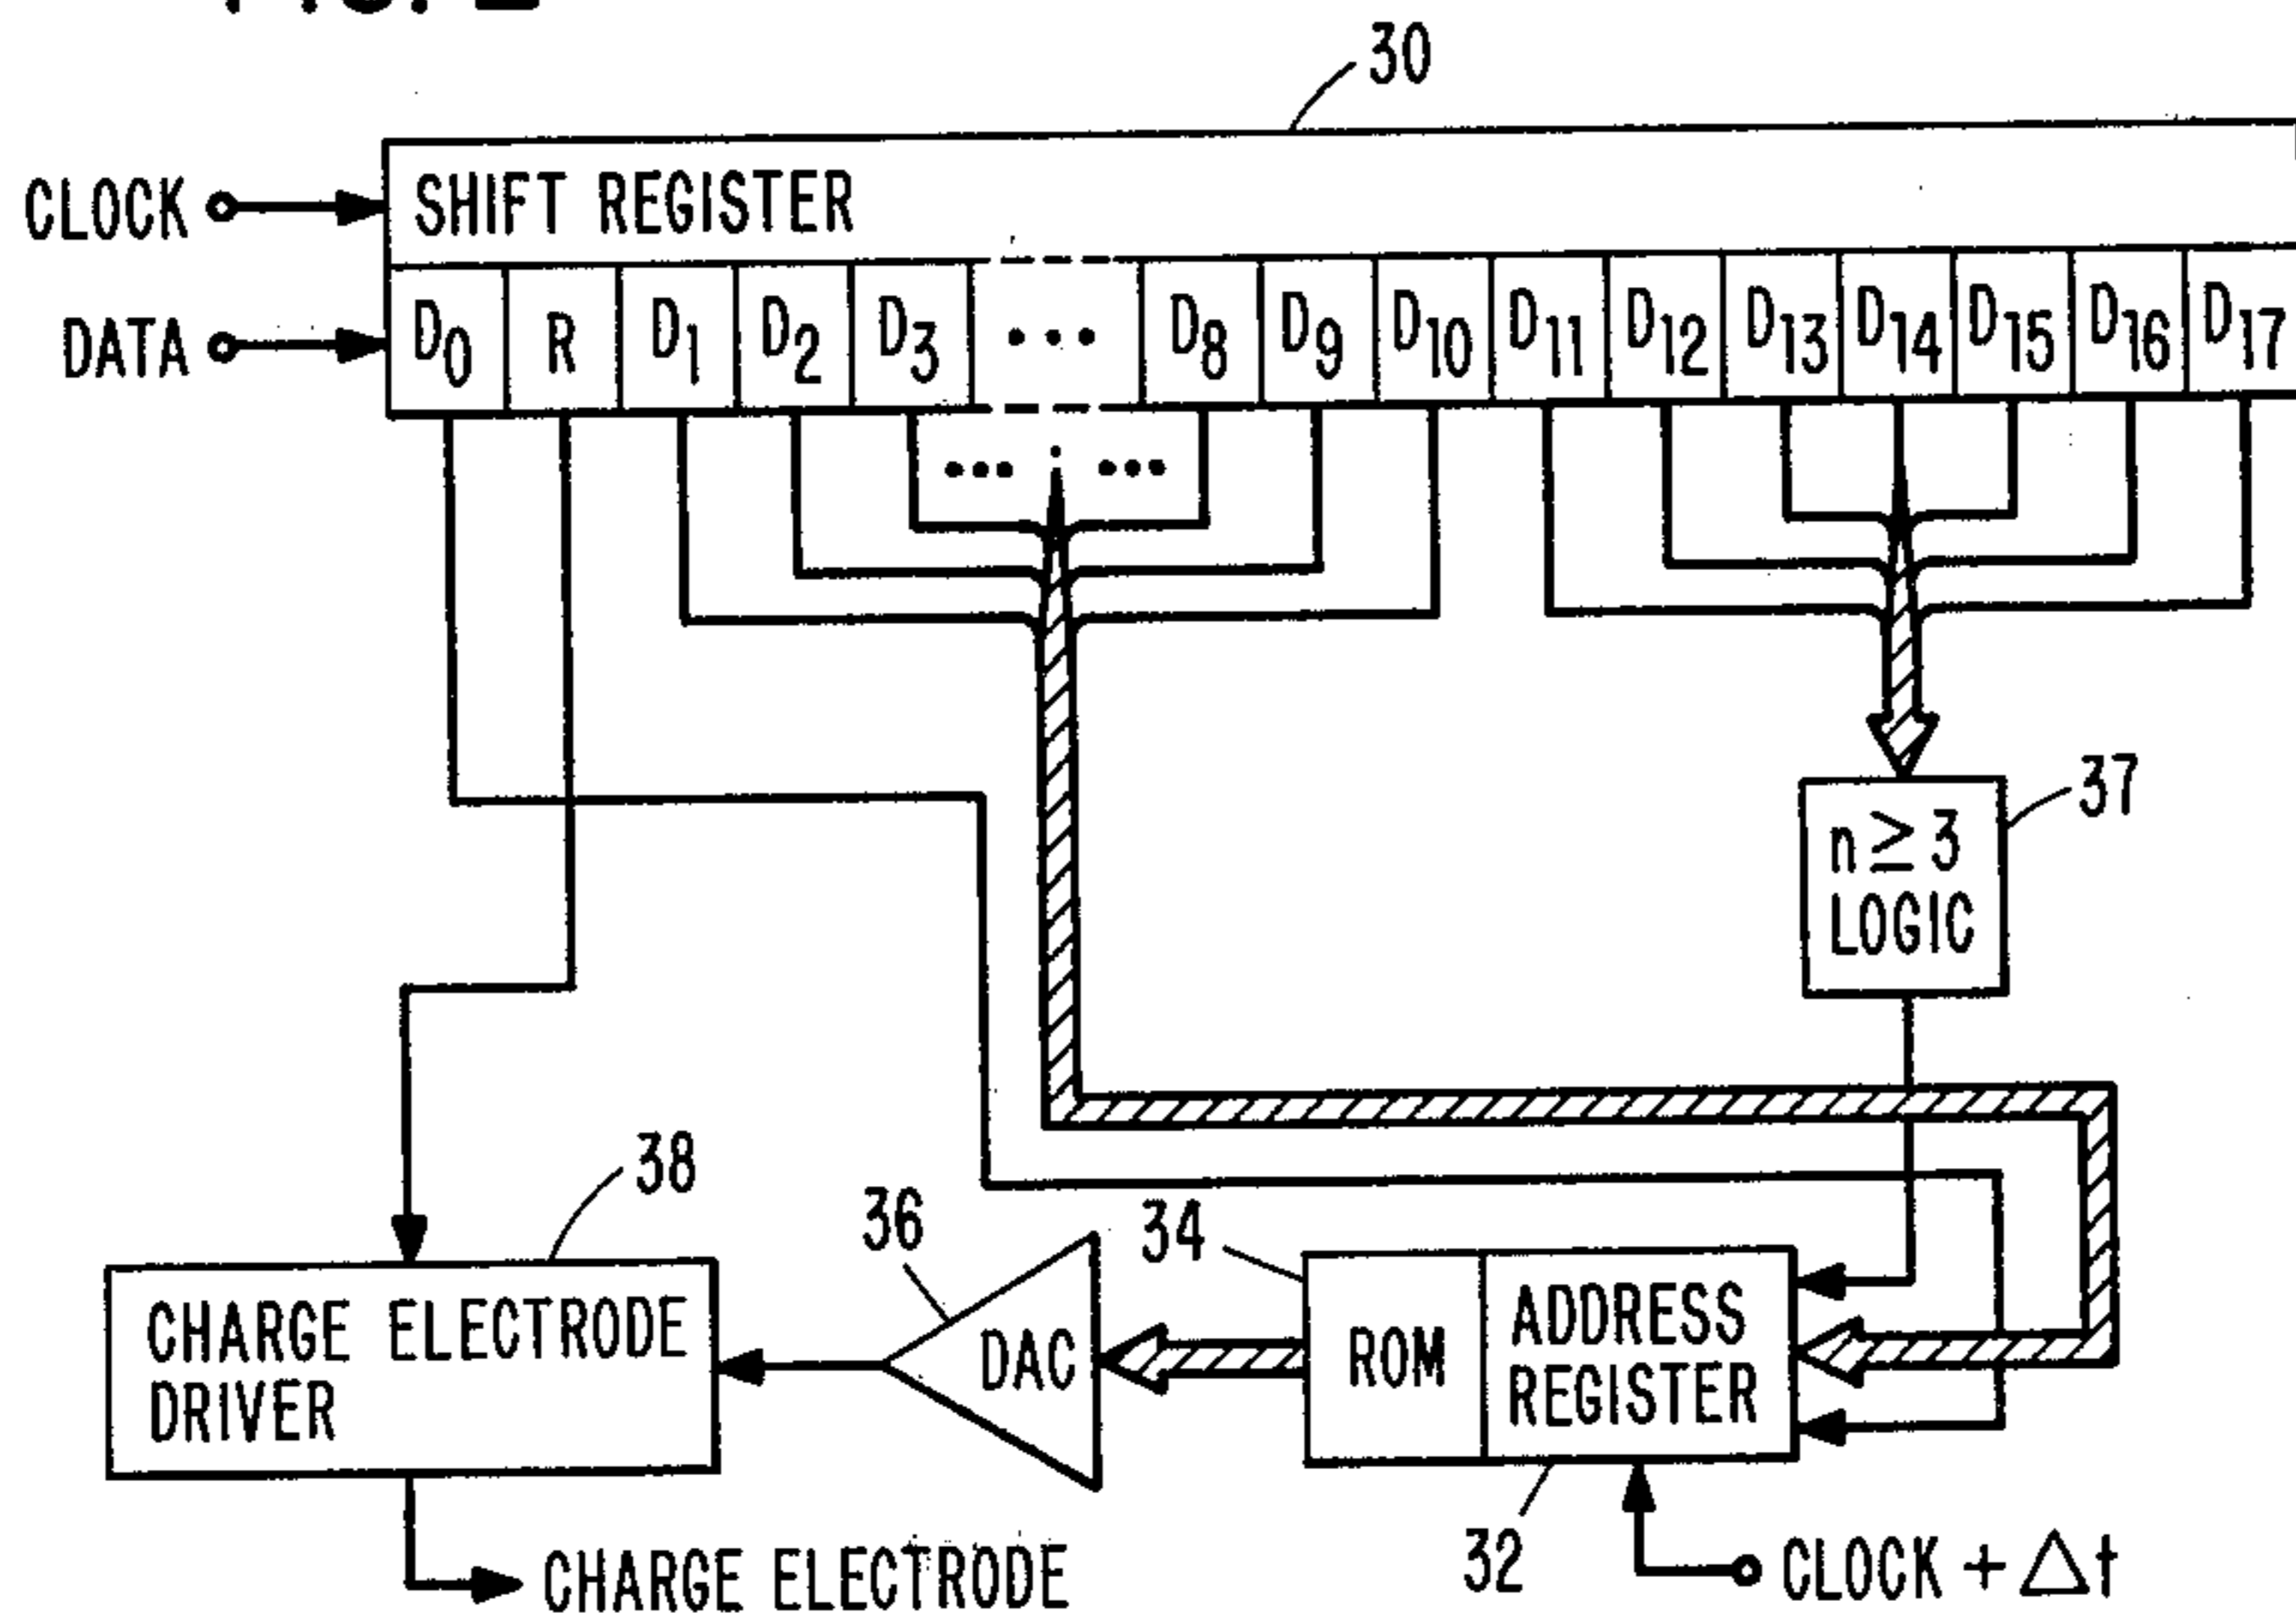 30
CLOCK
SHIFT REGISTER
DATA
D0 R D1 D2 D3 ... D8 D9 D10 D11 D12 D13 D14 D15 D16 D17
... ...
37
n ≥ 3
LOGIC
38
36
34
CHARGE ELECTRODE
DRIVER
DAC
ROM
ADDRESS
REGISTER
32
CLOCK + Δt
CHARGE ELECTRODE